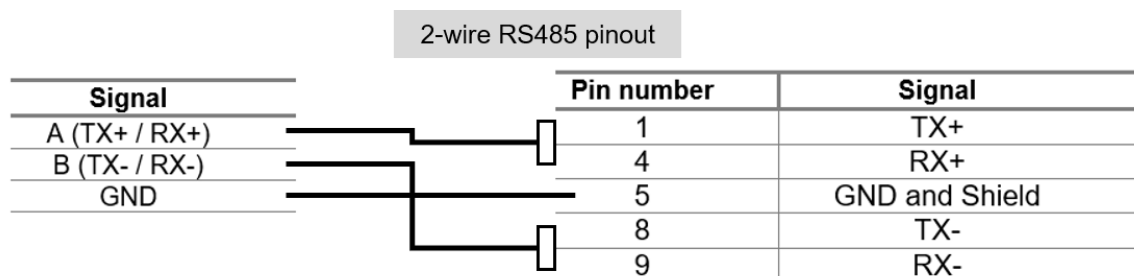 2-wire RS485 pinout
Signal
A (TX+ / RX+)
B (TX- / RX-)
GND
Pin number Signal
1 TX+
4 RX+
5 GND and Shield
8 TX-
9 RX-